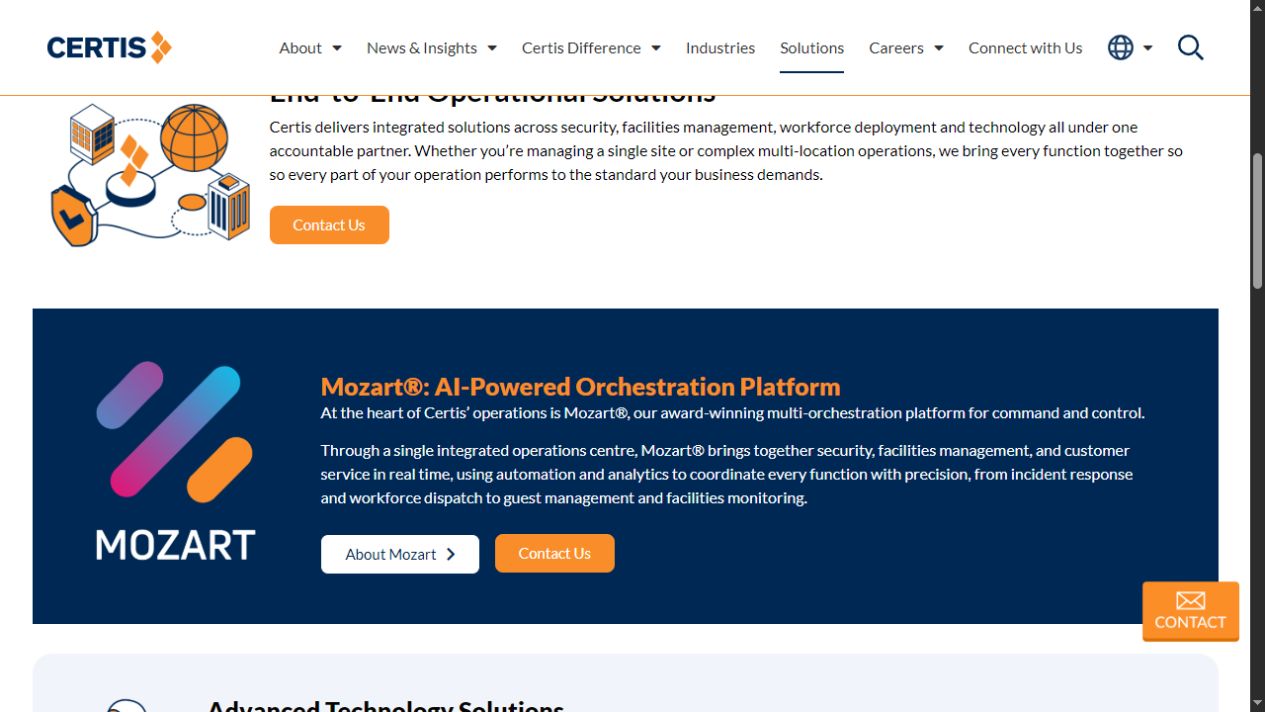 CERTIS
About
News & Insights
Certis Difference
Industries
Solutions
Careers
Connect with Us
End-to-End Operational Solutions
Certis delivers integrated solutions across security, facilities management, workforce deployment and technology all under one
accountable partner. Whether you’re managing a single site or complex multi-location operations, we bring every function together so
so every part of your operation performs to the standard your business demands.
Contact Us
Mozart®: AI-Powered Orchestration Platform
At the heart of Certis’ operations is Mozart®, our award-winning multi-orchestration platform for command and control.
Through a single integrated operations centre, Mozart® brings together security, facilities management, and customer
service in real time, using automation and analytics to coordinate every function with precision, from incident response
and workforce dispatch to guest management and facilities monitoring.
MOZART
About Mozart
Contact Us
CONTACT
Advanced Technology Solutions